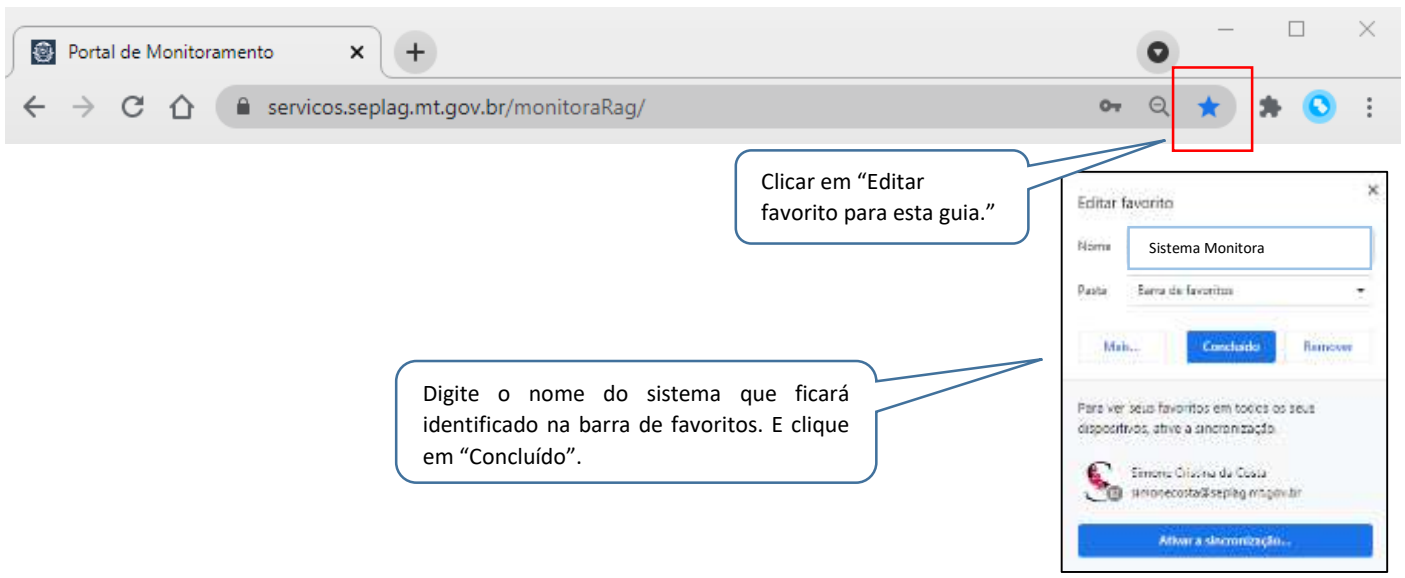 Portal de Monitoramento
servicos.seplag.mt.gov.br/monitoraRag/
Clicar em “Editar
favorito para esta guia.”
Editar favorito
Nome Sistema Monitora
Pasta Barra de favoritos
Mais... Concluído Remover
Digite o nome do sistema que ficará
identificado na barra de favoritos. E clique
em “Concluído”.
Para ver seus favoritos em todos os seus
dispositivos, ative a sincronização.
Simone Cristina da Costa
simonecosta@seplag.mt.gov.br
Ativar a sincronização...